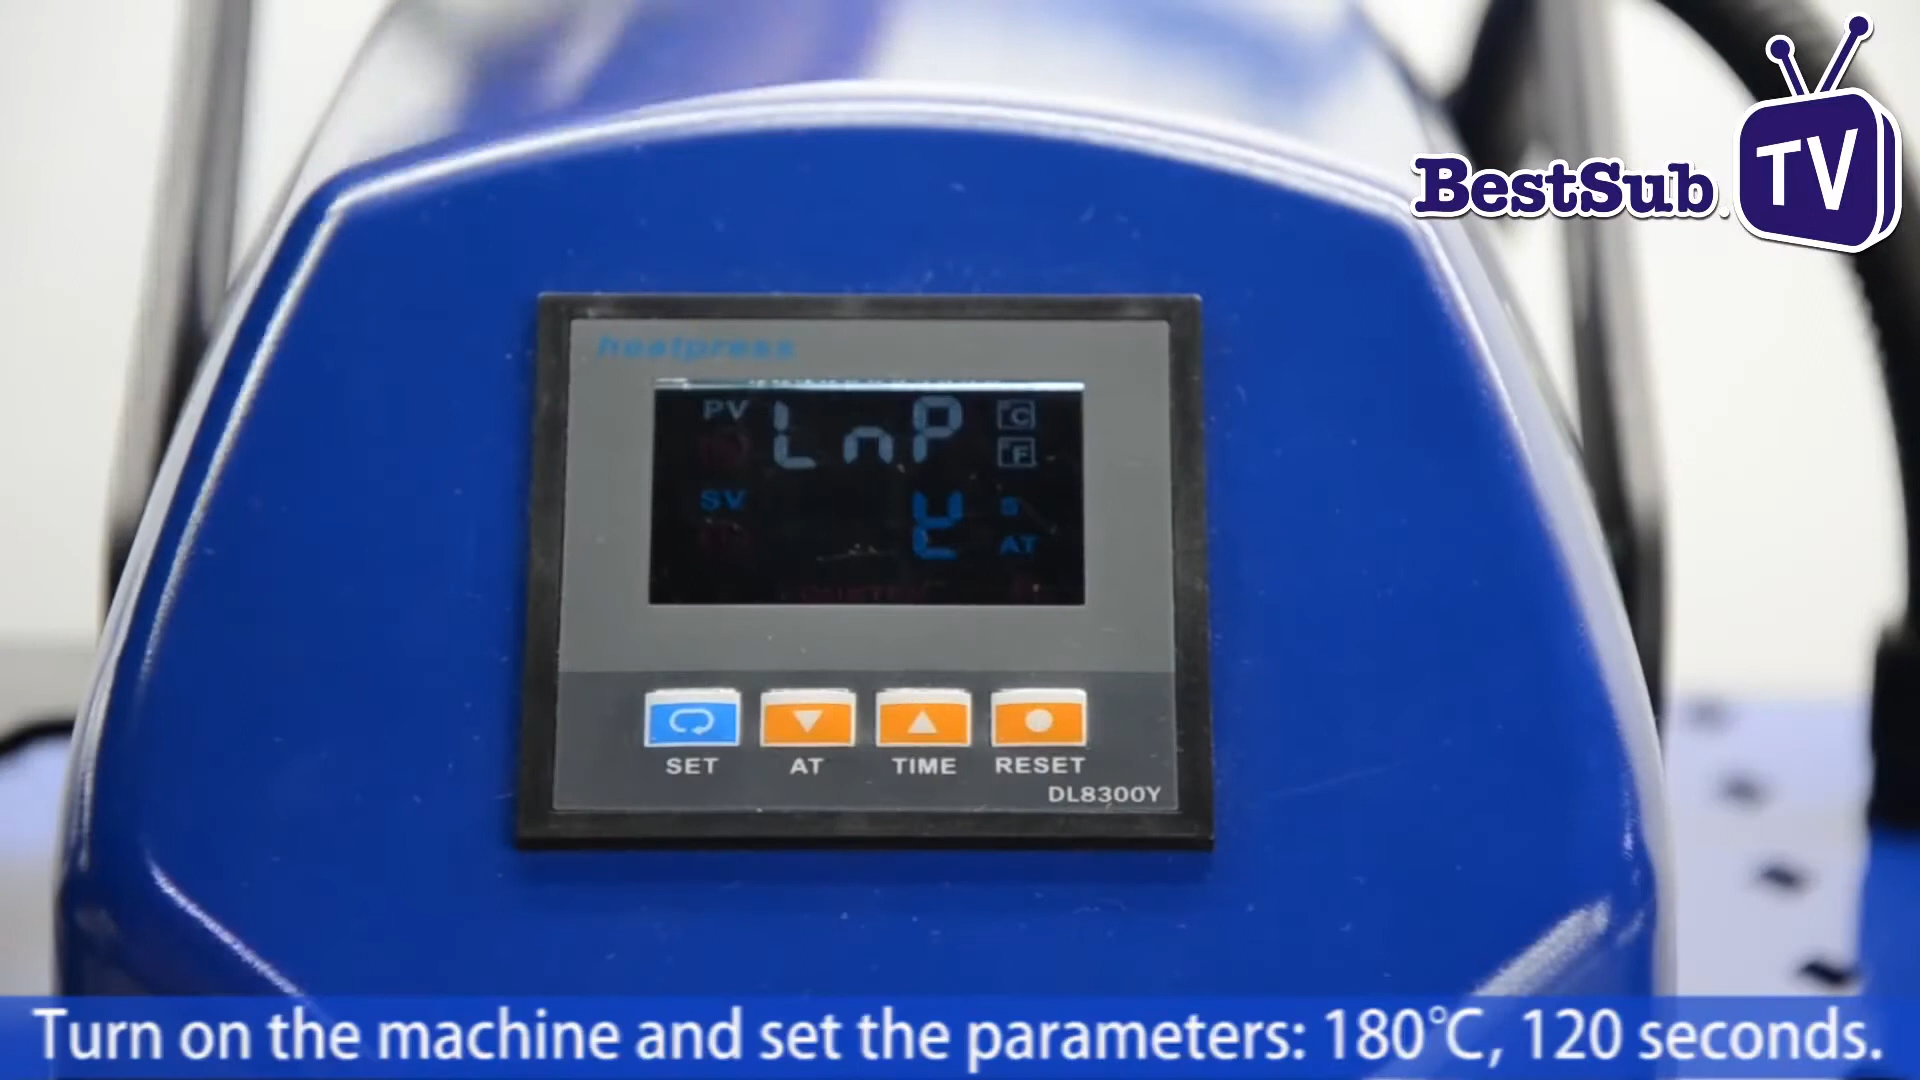 BestSub.
TV
heatpress
PV
LnP
C
F
SV
S
AT
SET
AT
TIME
RESET
DL8300Y
Turn on the machine and set the parameters: 180℃, 120 seconds.